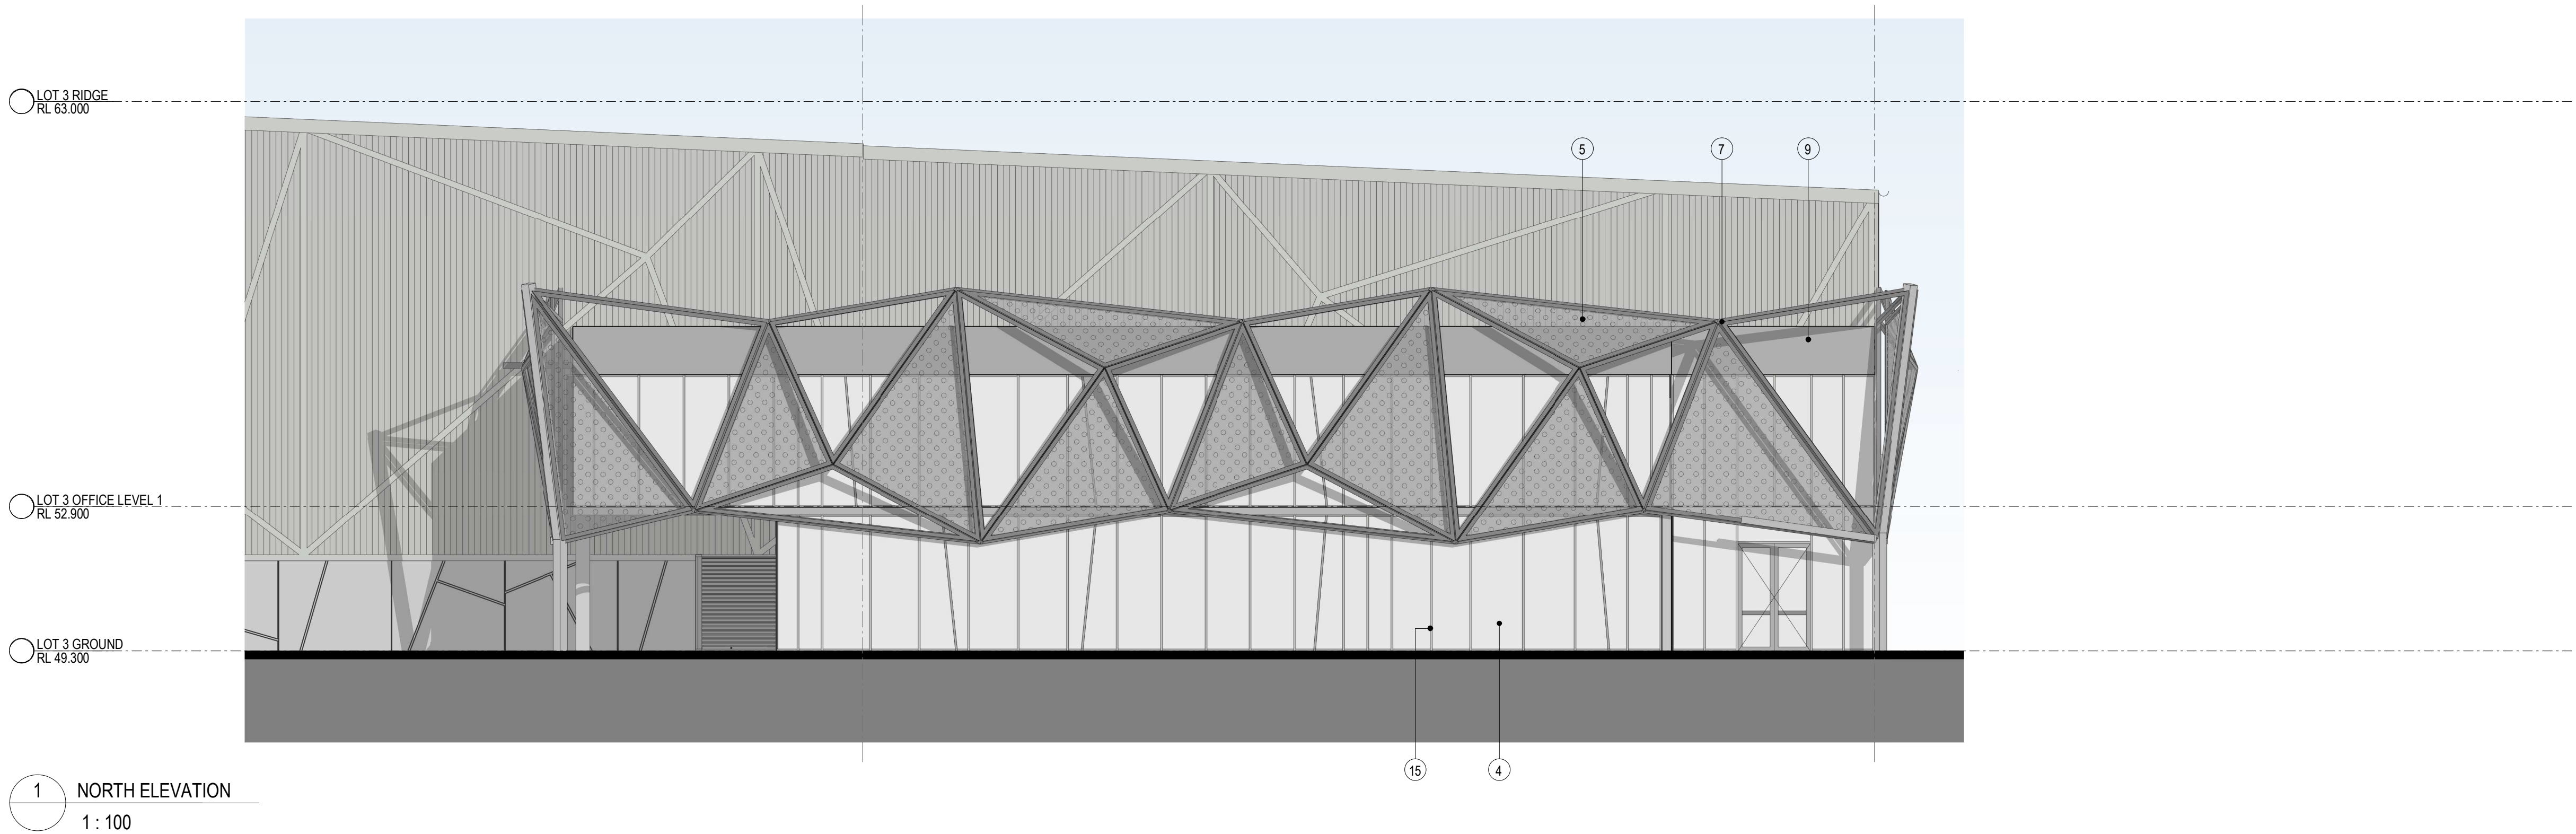 LOT 3 RIDGE
RL 63.000
5
7
9
LOT 3 OFFICE LEVEL 1
RL 52.900
LOT 3 GROUND
RL 49.300
15
4
1
NORTH ELEVATION
1 : 100